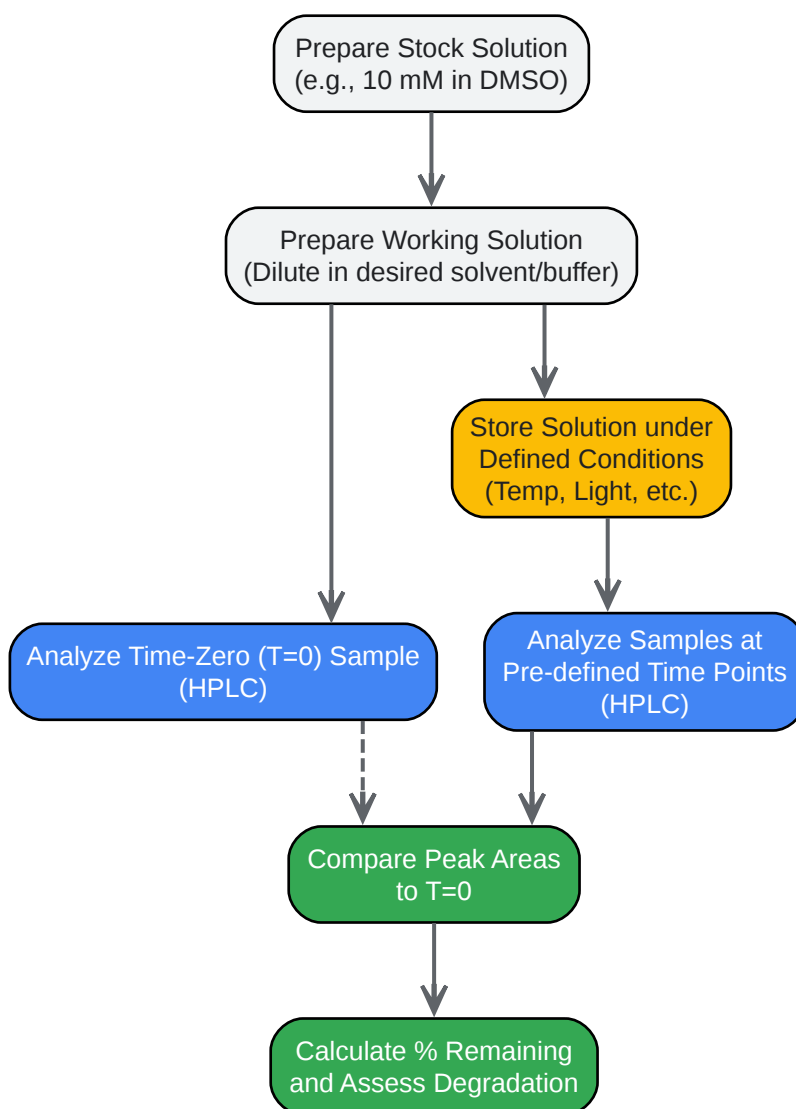 Prepare Stock Solution
(e.g., 10 mM in DMSO)
Prepare Working Solution
(Dilute in desired solvent/buffer)
Store Solution under
Defined Conditions
(Temp, Light, etc.)
Analyze Time-Zero (T=0) Sample
(HPLC)
Analyze Samples at
Pre-defined Time Points
(HPLC)
Compare Peak Areas
to T=0
Calculate % Remaining
and Assess Degradation